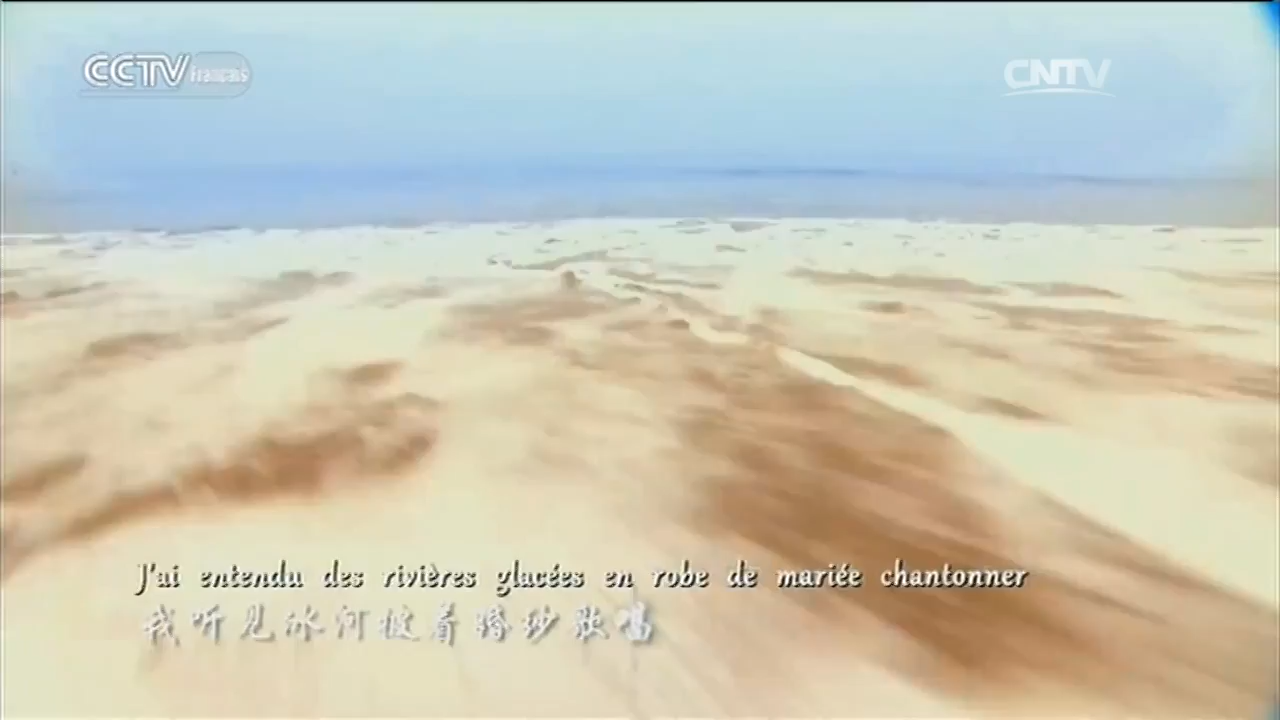 CCTV Français
CNTV
J'ai entendu des rivières glacées en robe de mariée chantonner
我听见冰河披着婚纱歌唱